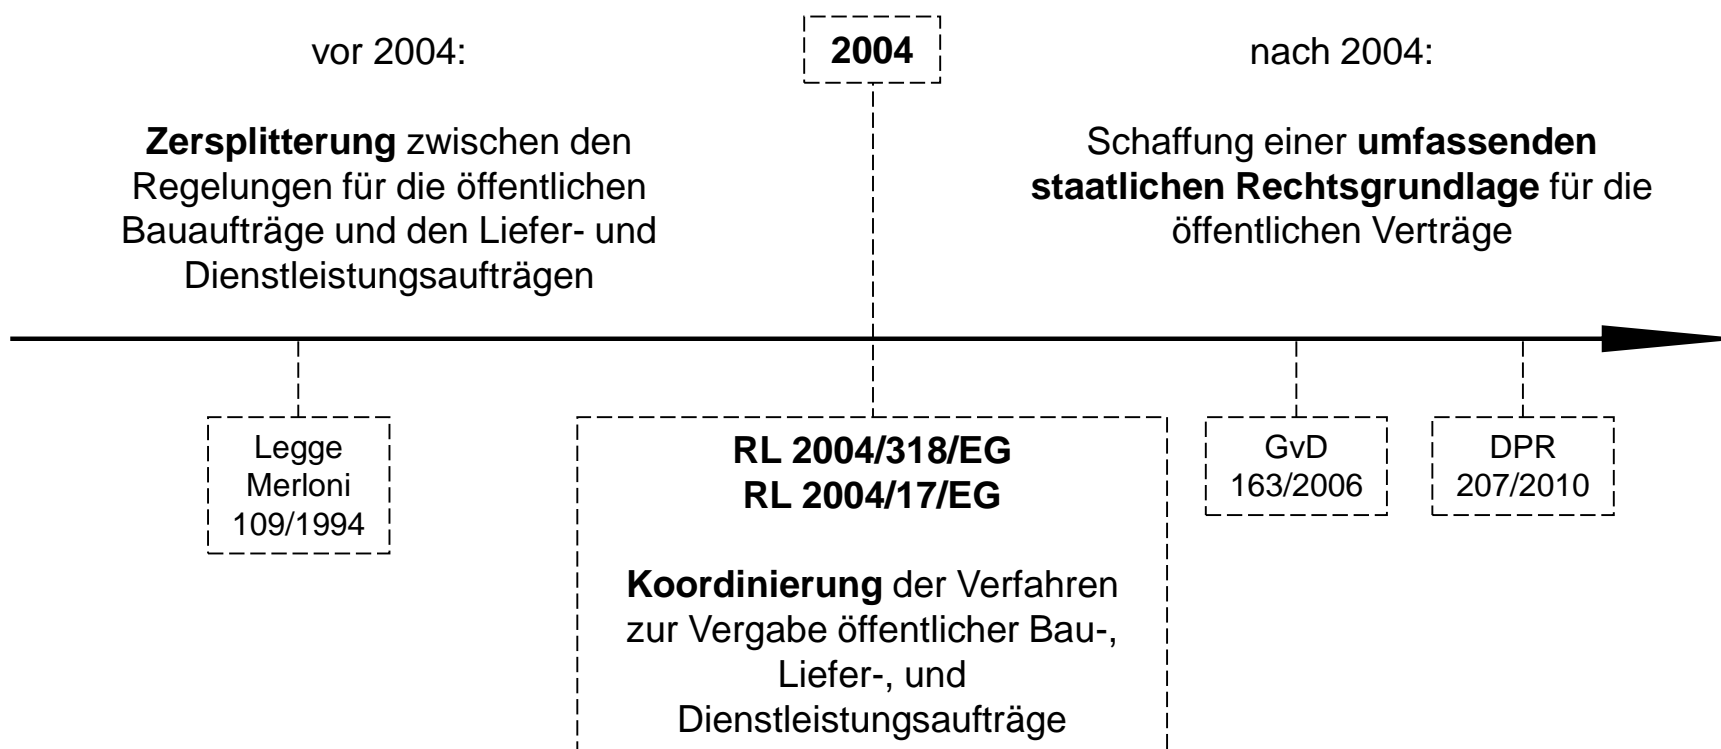 vor 2004:
2004
nach 2004:
Zersplitterung zwischen den
Regelungen für die öffentlichen
Bauaufträge und den Liefer- und
Dienstleistungsaufträgen
Schaffung einer umfassenden
staatlichen Rechtsgrundlage für die
öffentlichen Verträge
Legge
Merloni
109/1994
RL 2004/318/EG
RL 2004/17/EG
Koordinierung der Verfahren
zur Vergabe öffentlicher Bau-,
Liefer-, und
Dienstleistungsaufträge
GvD
163/2006
DPR
207/2010